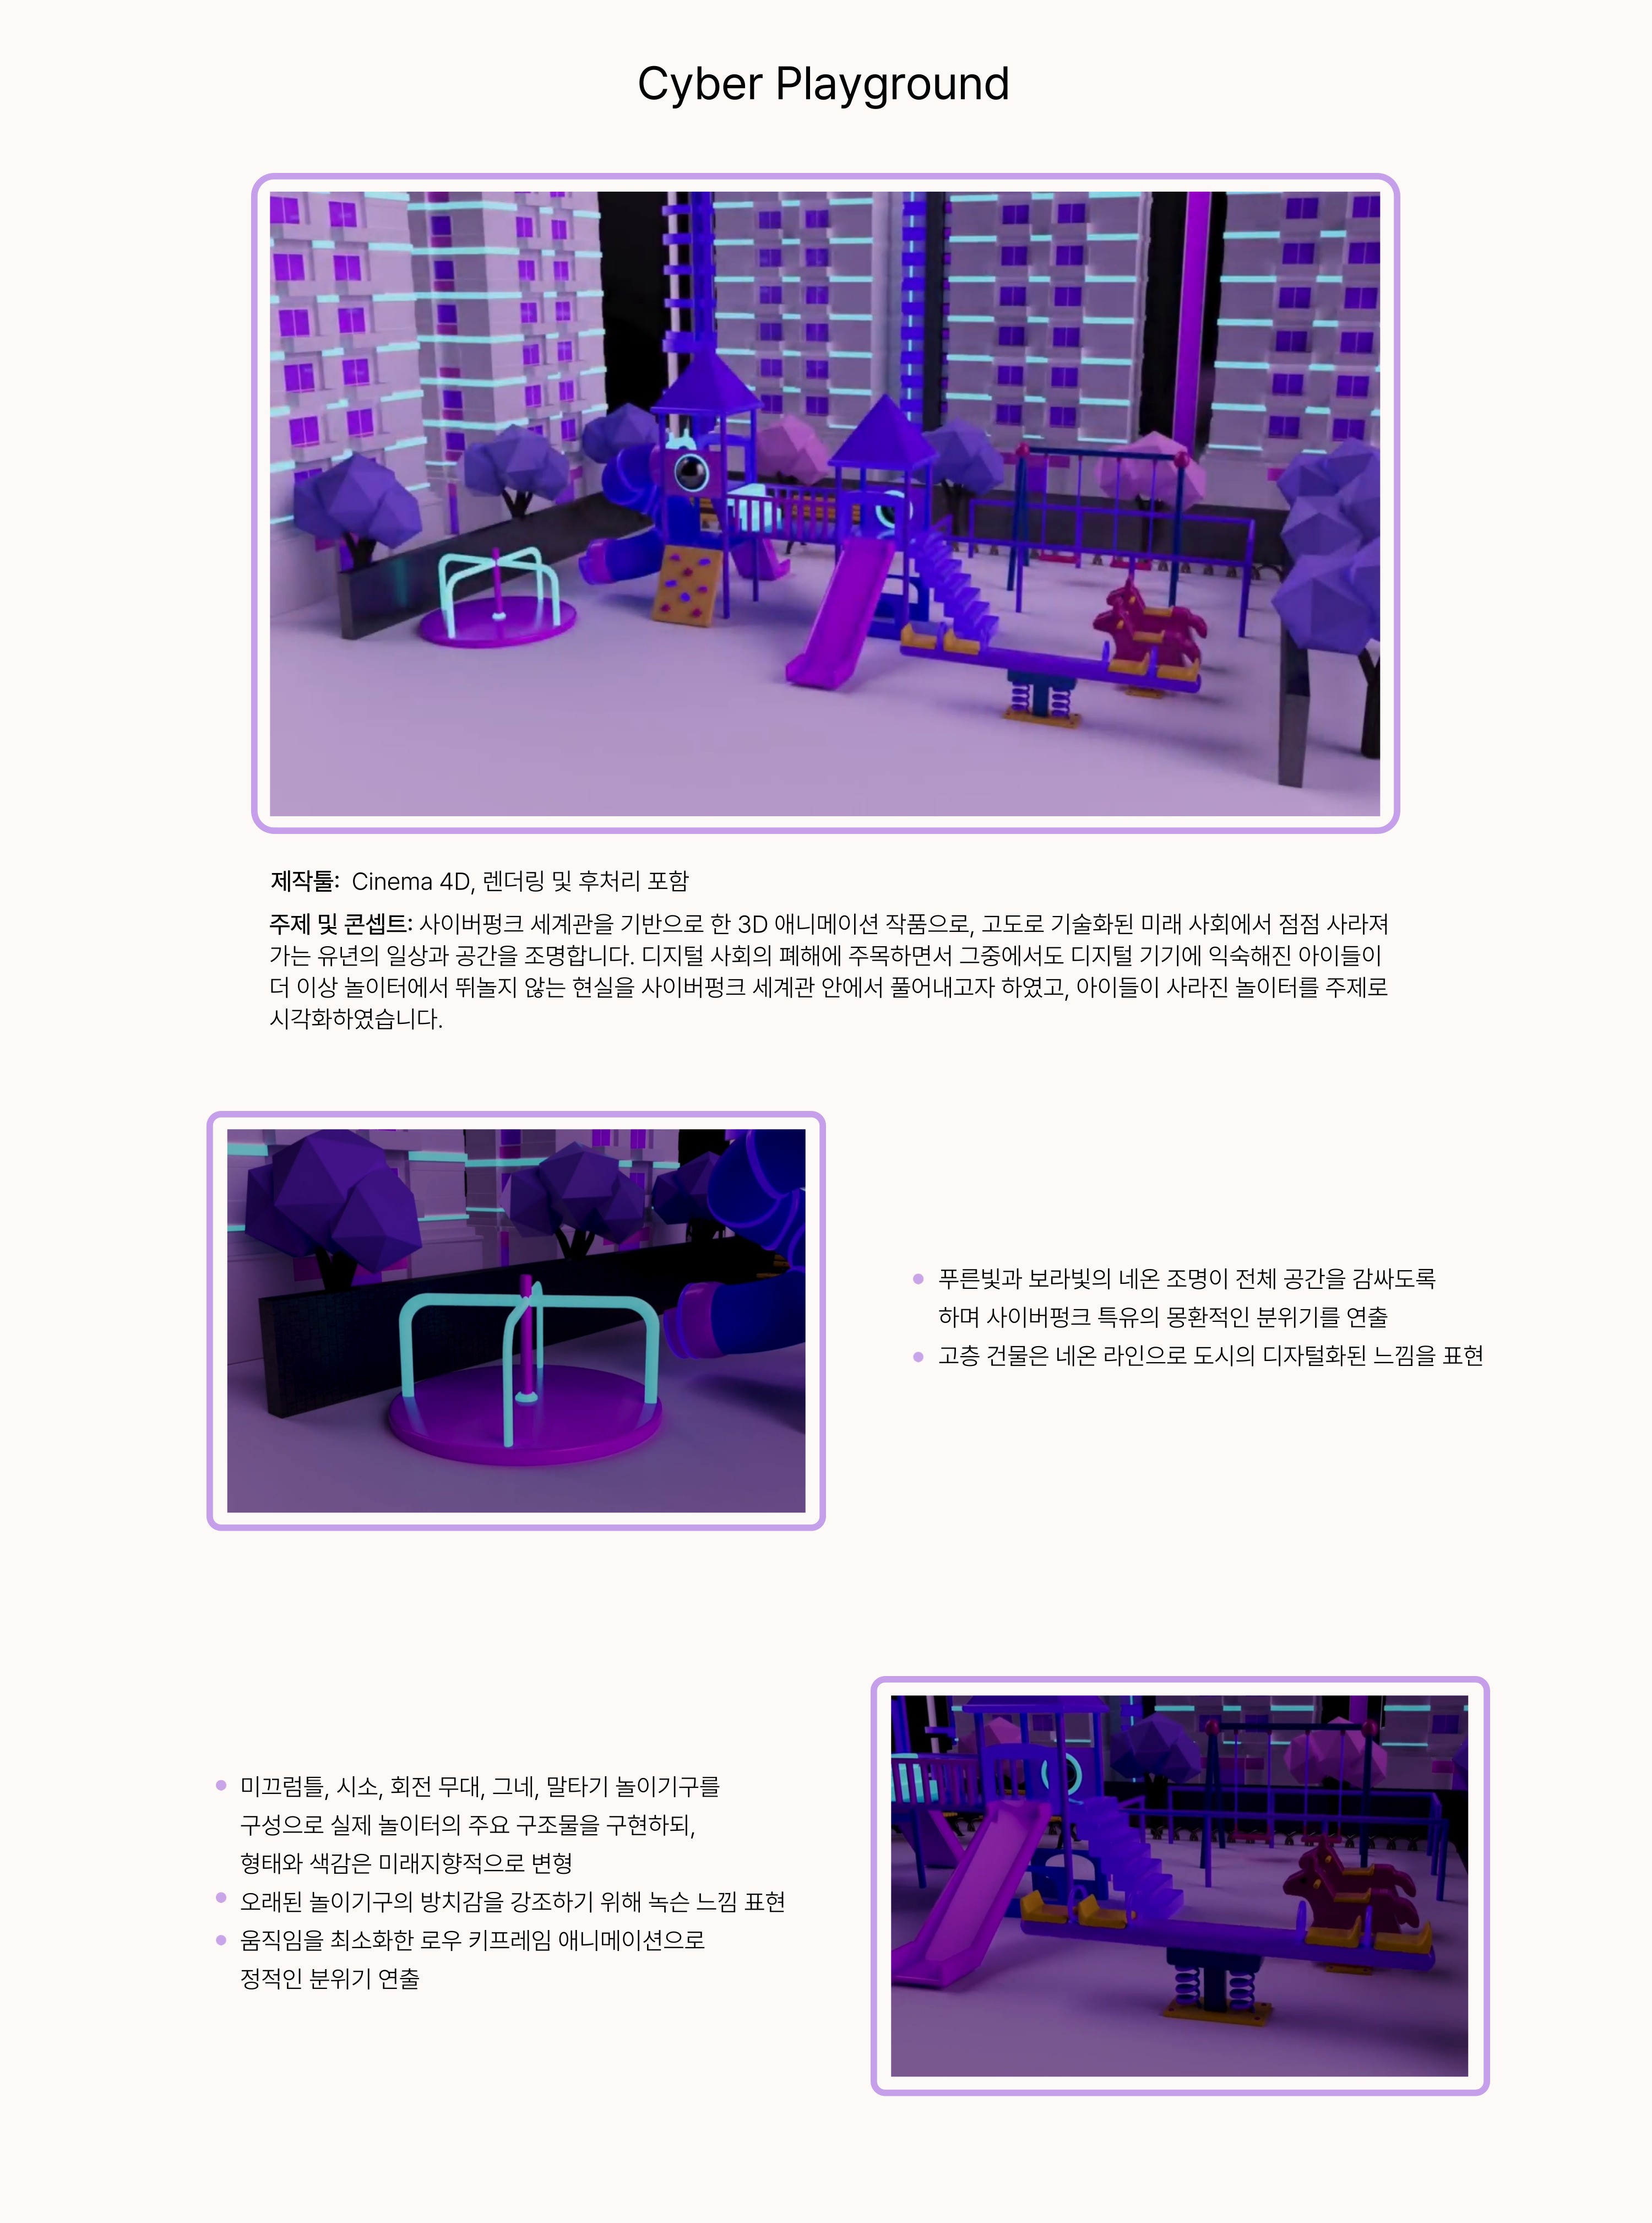 Cyber Playground
제작툴: Cinema 4D, 렌더링 및 후처리 포함
주제 및 콘셉트: 사이버펑크 세계관을 기반으로 한 3D 애니메이션 작품으로, 고도로 기술화된 미래 사회에서 점점 사라져
가는 유년의 일상과 공간을 조명합니다. 디지털 사회의 폐해에 주목하면서 그중에서도 디지털 기기에 익숙해진 아이들이
더 이상 놀이터에서 뛰놀지 않는 현실을 사이버펑크 세계관 안에서 풀어내고자 하였고, 아이들이 사라진 놀이터를 주제로
시각화하였습니다.
푸른빛과 보라빛의 네온 조명이 전체 공간을 감싸도록
하며 사이버펑크 특유의 몽환적인 분위기를 연출
고층 건물은 네온 라인으로 도시의 디자털화된 느낌을 표현
미끄럼틀, 시소, 회전 무대, 그네, 말타기 놀이기구를
구성으로 실제 놀이터의 주요 구조물을 구현하되,
형태와 색감은 미래지향적으로 변형
오래된 놀이기구의 방치감을 강조하기 위해 녹슨 느낌 표현
움직임을 최소화한 로우 키프레임 애니메이션으로
정적인 분위기 연출